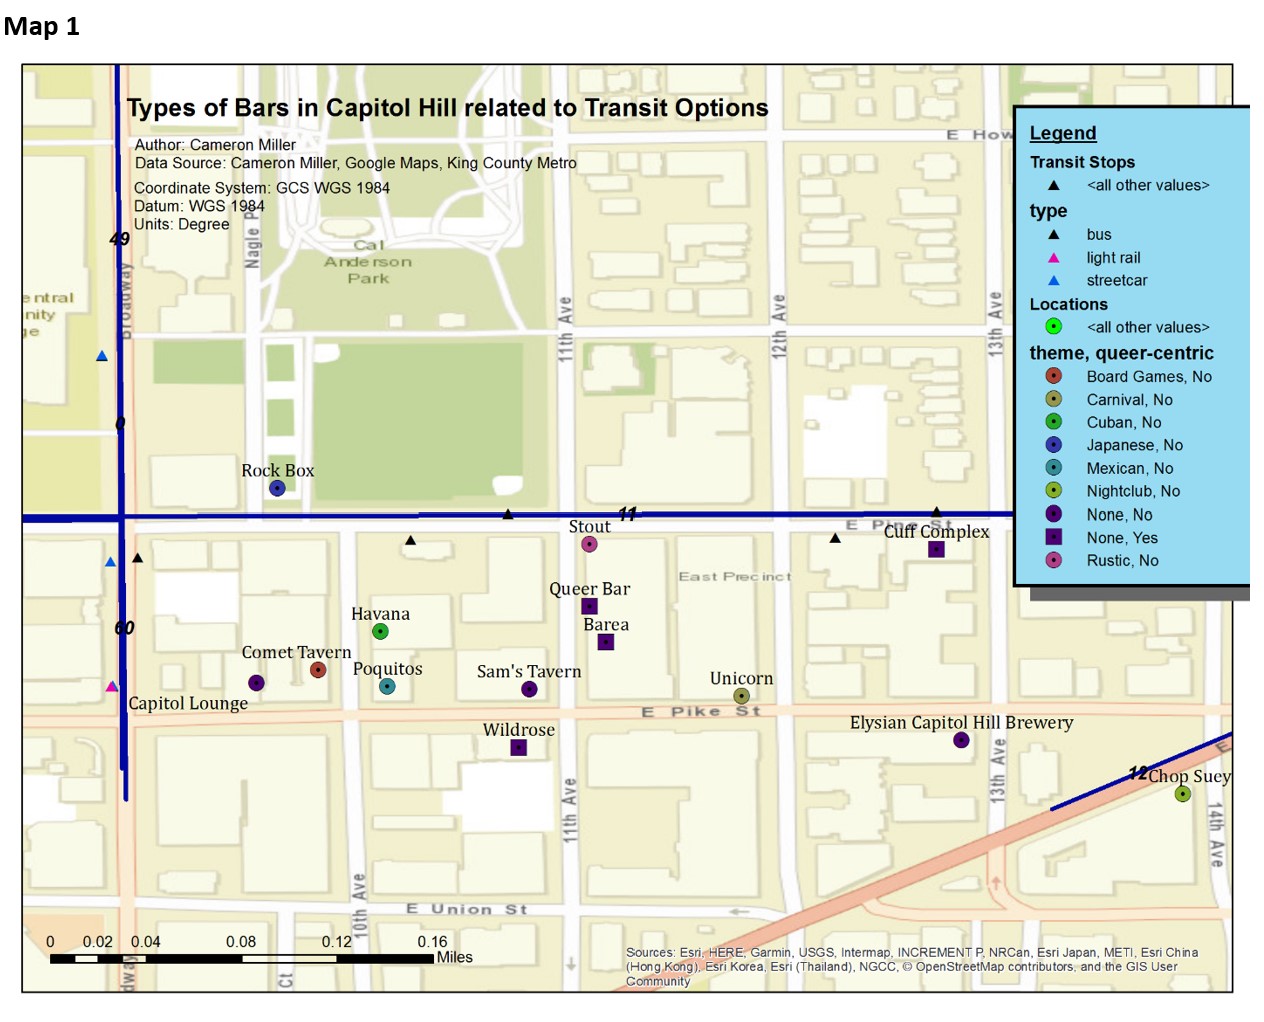 Map 1
Types of Bars in Capitol Hill related to Transit Options
Author: Cameron Miller
Data Source: Cameron Miller, Google Maps, King County Metro
Coordinate System: GCS WGS 1984
Datum: WGS 1984
Units: Degree
E How
Legend
Transit Stops
<all other values>
type
bus
light rail
streetcar
Locations
<all other values>
theme, queer-centric
Board Games, No
Carnival, No
Cuban, No
Japanese, No
Mexican, No
Nightclub, No
None, No
None, Yes
Rustic, No
49
Nagle P
Cal
Anderson
Park
entral
nity
ge
Broadway
11th Ave
12th Ave
13th Ave
0
Rock Box
11
E Pine St
Stout
Cuff Complex
East Precinct
Queer Bar
Barea
Havana
60
Comet Tavern
Poquitos
Sam's Tavern
Unicorn
Capitol Lounge
E Pike St
Wildrose
Elysian Capitol Hill Brewery
E
12
Chop Suey
11th Ave
13th Ave
14th Ave
10th Ave
E Union St
dway
Ct
0 0.02 0.04 0.08 0.12 0.16
Miles
Sources: Esri, HERE, Garmin, USGS, Intermap, INCREMENT P, NRCan, Esri Japan, METI, Esri China
(Hong Kong), Esri Korea, Esri (Thailand), NGCC, © OpenStreetMap contributors, and the GIS User
Community